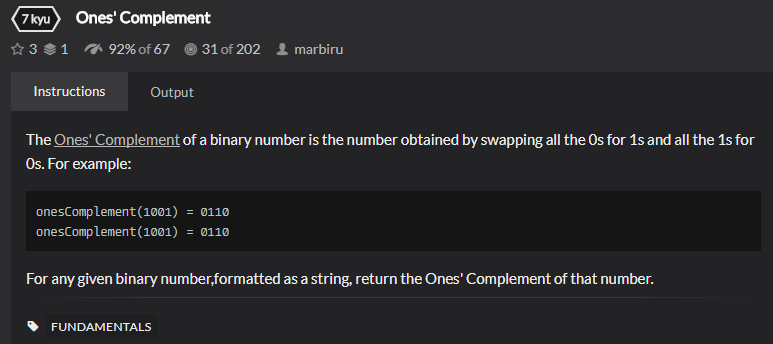 7 kyu Ones' Complement
3 1 92% of 67 31 of 202 marbiru
Instructions Output
The Ones' Complement of a binary number is the number obtained by swapping all the 0s for 1s and all the 1s for
0s. For example:
onesComplement(1001) = 0110
onesComplement(1001) = 0110
For any given binary number,formatted as a string, return the Ones' Complement of that number.
FUNDAMENTALS